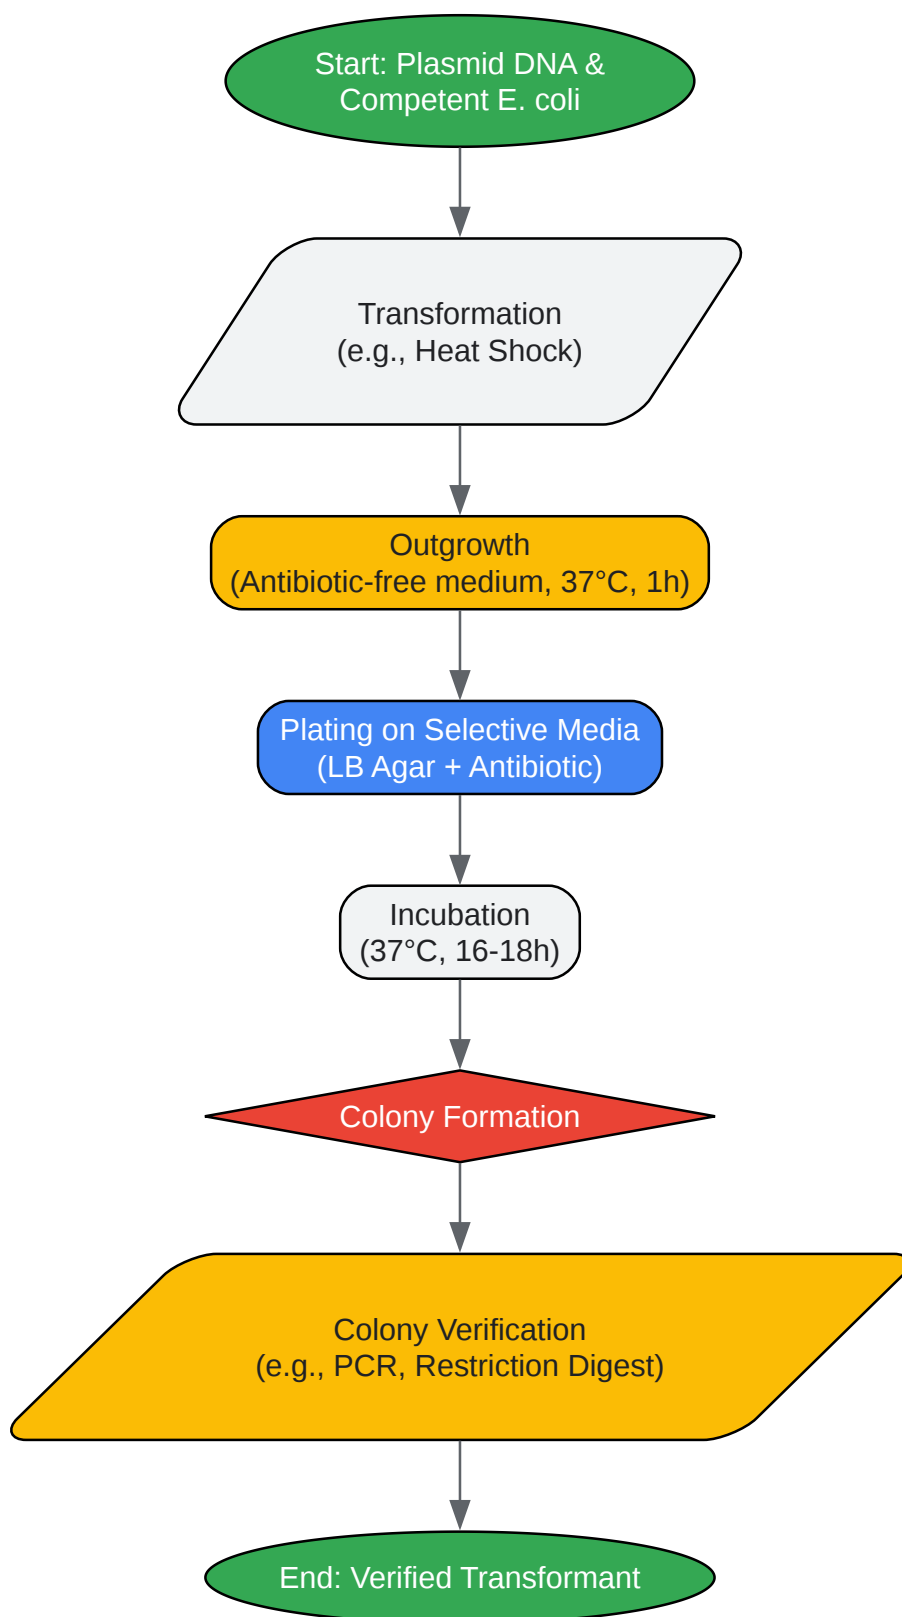 Start: Plasmid DNA &
Competent E. coli
Transformation
(e.g., Heat Shock)
Outgrowth
(Antibiotic-free medium, 37°C, 1h)
Plating on Selective Media
(LB Agar + Antibiotic)
Incubation
(37°C, 16-18h)
Colony Formation
Colony Verification
(e.g., PCR, Restriction Digest)
End: Verified Transformant